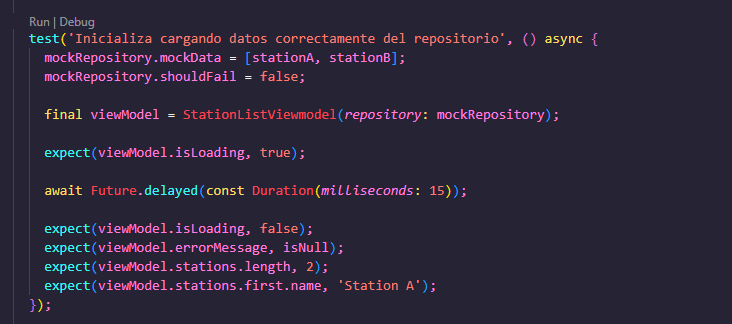 Run | Debug
test('Inicializa cargando datos correctamente del repositorio', () async {
mockRepository.mockData = [stationA, stationB];
mockRepository.shouldFail = false;
final viewModel = StationListViewmodel(repository: mockRepository);
expect(viewModel.isLoading, true);
await Future.delayed(const Duration(milliseconds: 15));
expect(viewModel.isLoading, false);
expect(viewModel.errorMessage, isNull);
expect(viewModel.stations.length, 2);
expect(viewModel.stations.first.name, 'Station A');
});